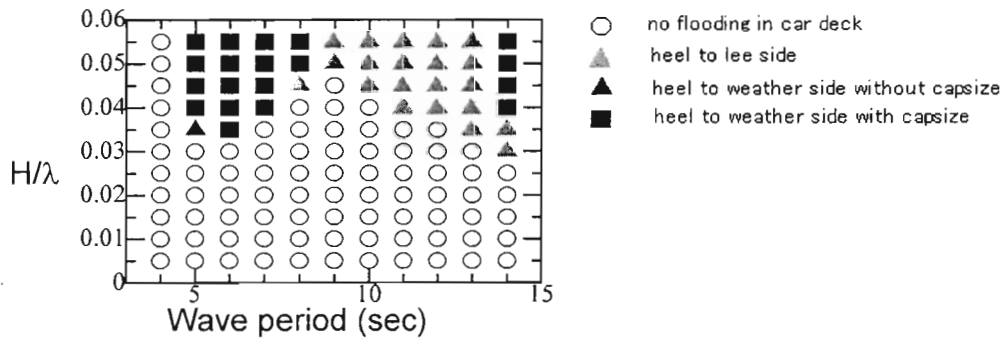 0.06
0.05
0.04
0.03
0.02
0.01
0
H/λ
5
10
15
Wave period (sec)
no flooding in car deck
heel to lee side
heel to weather side without capsize
heel to weather side with capsize